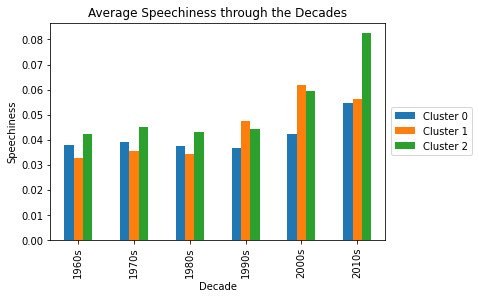 Average Speechiness through the Decades
Speechiness
0.08
0.07
0.06
0.05
0.04
0.03
0.02
0.01
0.00
1960s
1970s
1980s
1990s
2000s
2010s
Decade
Cluster 0
Cluster 1
Cluster 2